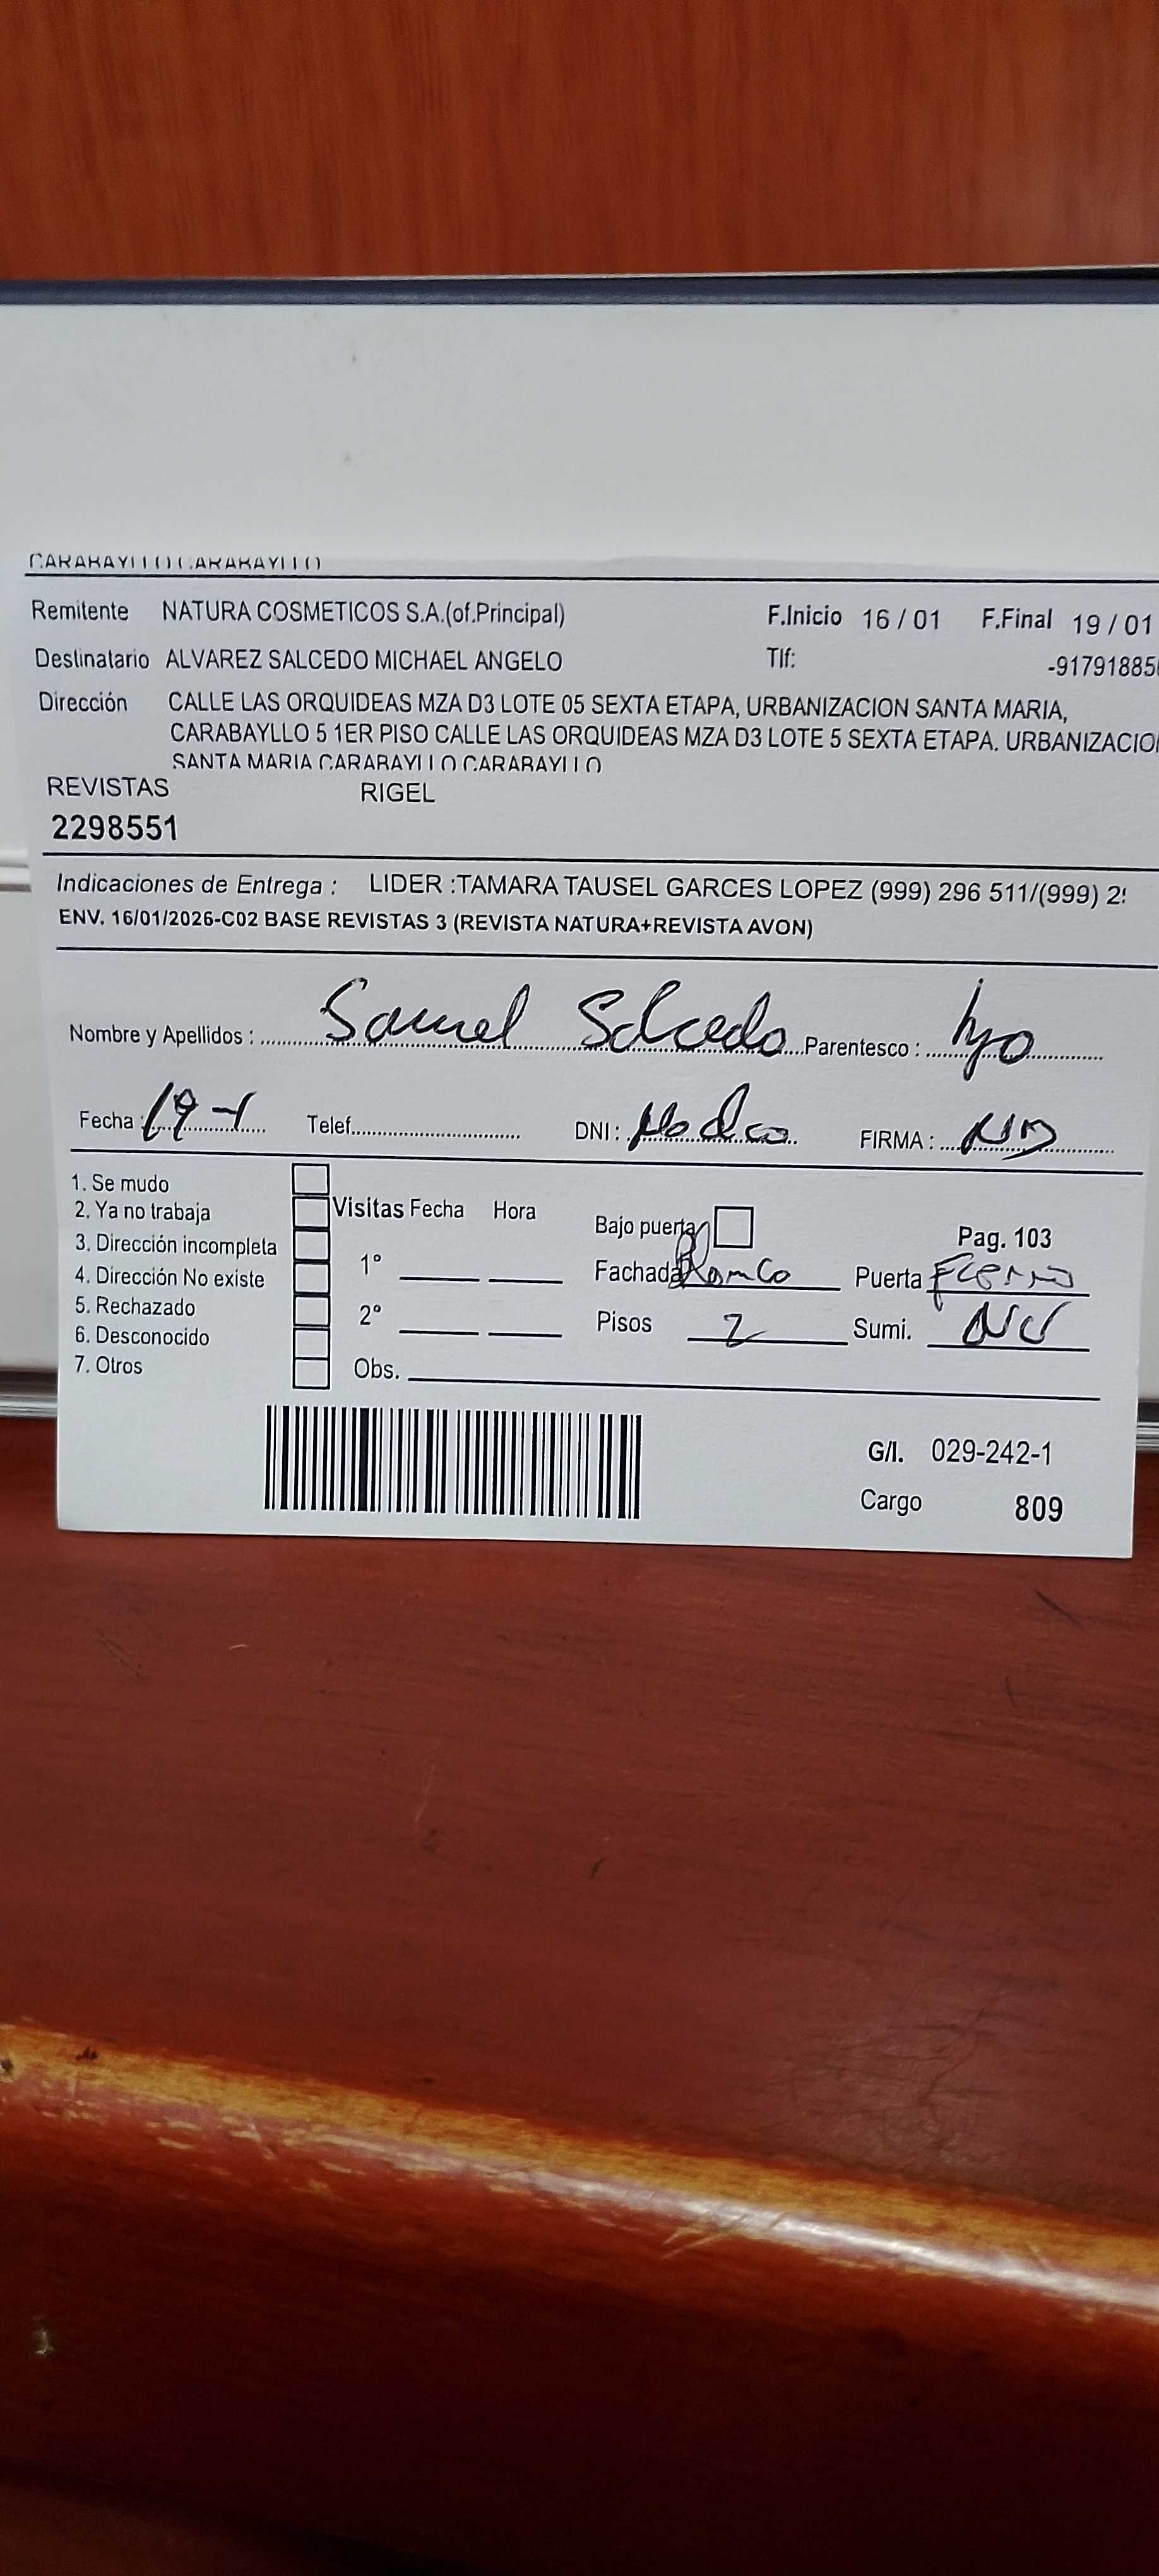 CARABAYLLO CARABAYLLO
Remitente NATURA COSMETICOS S.A.(of.Principal) F.Inicio 16 / 01 F.Final 19 / 01
Destinatario ALVAREZ SALCEDO MICHAEL ANGELO Tlf: -91791885
Dirección CALLE LAS ORQUIDEAS MZA D3 LOTE 05 SEXTA ETAPA, URBANIZACION SANTA MARIA,
CARABAYLLO 5 1ER PISO CALLE LAS ORQUIDEAS MZA D3 LOTE 5 SEXTA ETAPA. URBANIZACIO
SANTA MARIA CARABAYLLO CARABAYLLO
REVISTAS RIGEL
2298551
Indicaciones de Entrega : LIDER :TAMARA TAUSEL GARCES LOPEZ (999) 296 511/(999) 2
ENV. 16/01/2026-C02 BASE REVISTAS 3 (REVISTA NATURA+REVISTA AVON)
Nombre y Apellidos : Samuel Salcedo Parentesco : hijo
Fecha : 19-1 Telef. DNI : No dio FIRMA :
1. Se mudo
2. Ya no trabaja Visitas Fecha Hora Bajo puerta
3. Dirección incompleta Pag. 103
4. Dirección No existe 1° Fachada Blanco Puerta Fierro
5. Rechazado
6. Desconocido 2° Pisos 2 Sumi. NV
7. Otros Obs.
G/I. 029-242-1
Cargo 809